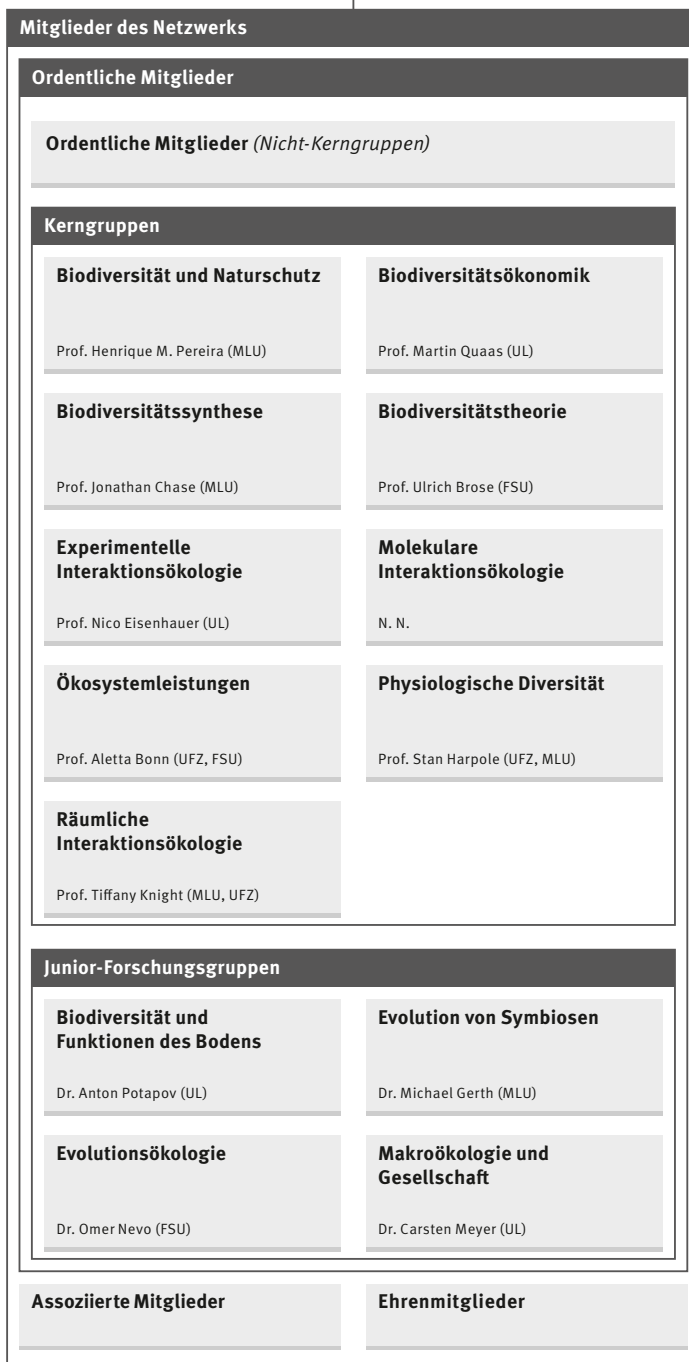 Mitglieder des Netzwerks
Ordentliche Mitglieder
Ordentliche Mitglieder (Nicht-Kerngruppen)
Kerngruppen
Biodiversität und Naturschutz
Prof. Henrique M. Pereira (MLU)
Biodiversitätsökonomik
Prof. Martin Quaas (UL)
Biodiversitätssynthese
Prof. Jonathan Chase (MLU)
Biodiversitätstheorie
Prof. Ulrich Brose (FSU)
Experimentelle
Interaktionsökologie
Prof. Nico Eisenhauer (UL)
Molekulare
Interaktionsökologie
N. N.
Ökosystemleistungen
Prof. Aletta Bonn (UFZ, FSU)
Physiologische Diversität
Prof. Stan Harpole (UFZ, MLU)
Räumliche
Interaktionsökologie
Prof. Tiffany Knight (MLU, UFZ)
Junior-Forschungsgruppen
Biodiversität und
Funktionen des Bodens
Dr. Anton Potapov (UL)
Evolution von Symbiosen
Dr. Michael Gerth (MLU)
Evolutionsökologie
Dr. Omer Nevo (FSU)
Makroökologie und
Gesellschaft
Dr. Carsten Meyer (UL)
Assoziierte Mitglieder
Ehrenmitglieder